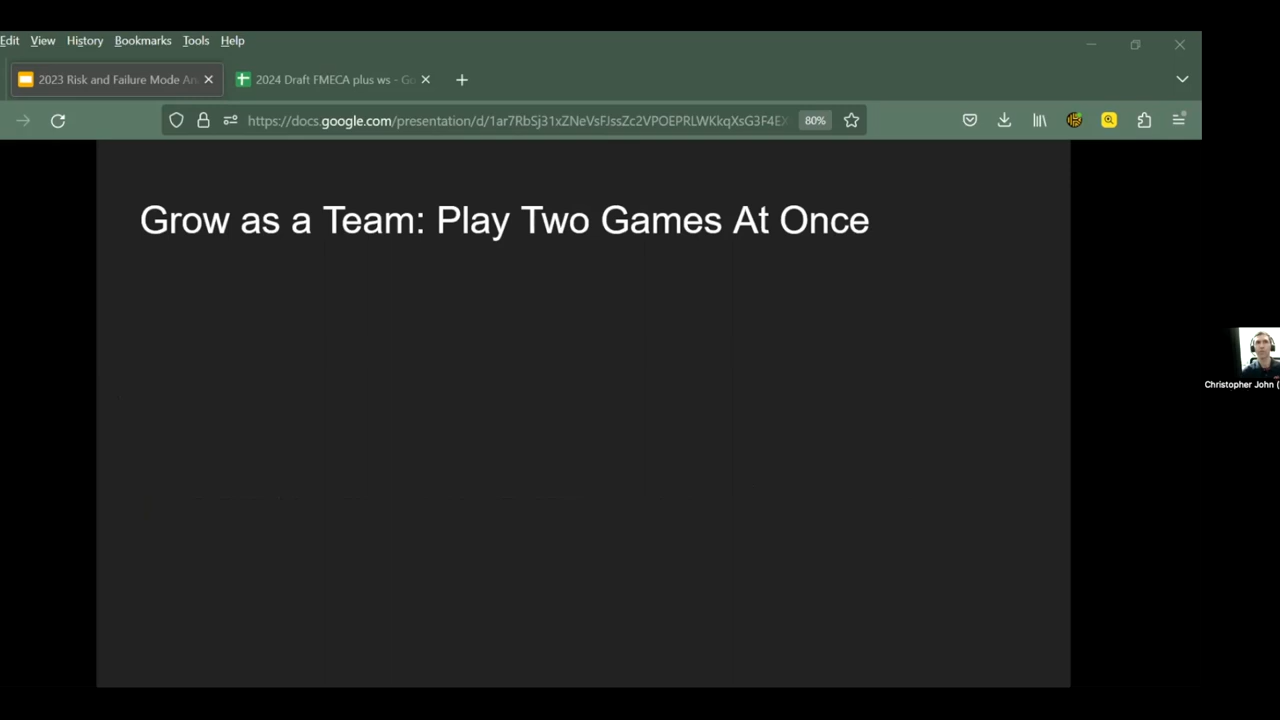 Edit View History Bookmarks Tools Help
2023 Risk and Failure Mode An
2024 Draft FMECA plus ws - Go
https://docs.google.com/presentation/d/1ar7RbSj31xZNeVsFJssZc2VPOEPRLWKkqXsG3F4EX
80%
Grow as a Team: Play Two Games At Once
Christopher John (